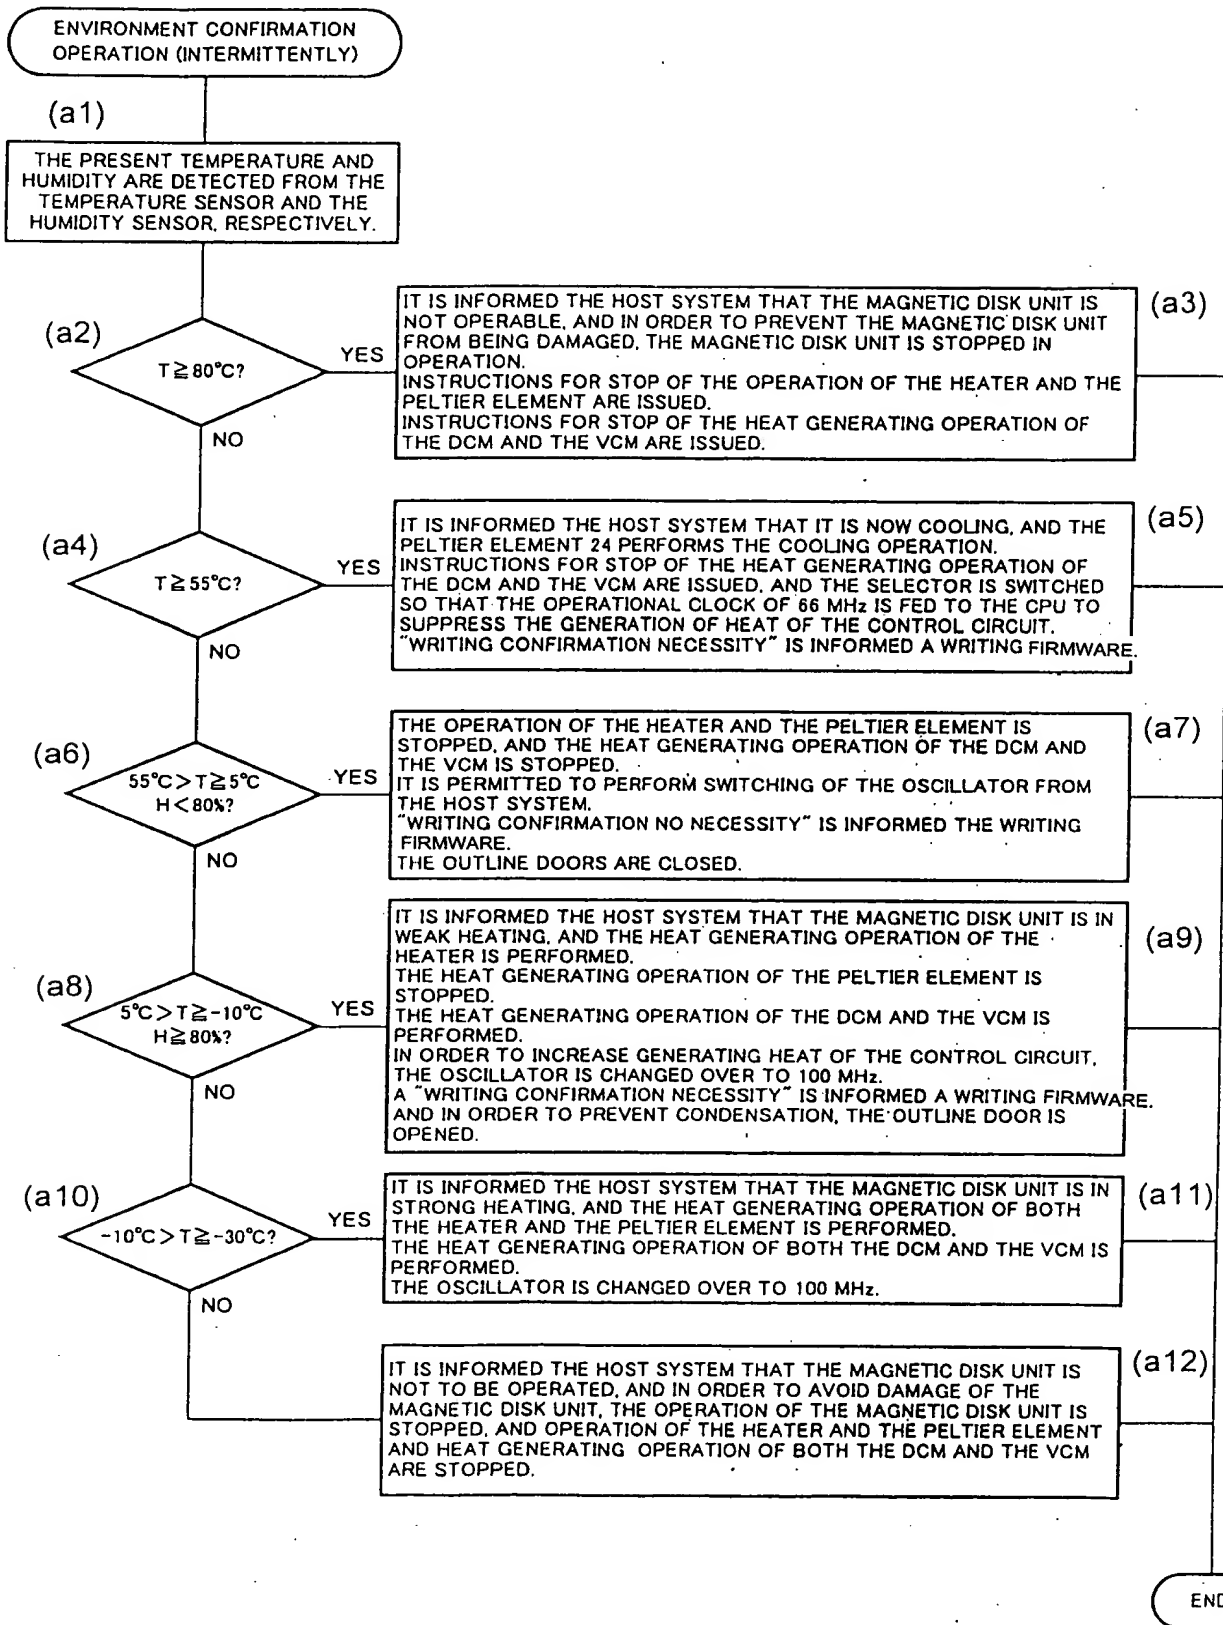 ENVIRONMENT CONFIRMATION
OPERATION (INTERMITTENTLY)
(a1)
THE PRESENT TEMPERATURE AND
HUMIDITY ARE DETECTED FROM THE
TEMPERATURE SENSOR AND THE
HUMIDITY SENSOR, RESPECTIVELY.
(a2)
T≧80°C?
YES
NO
(a3)
IT IS INFORMED THE HOST SYSTEM THAT THE MAGNETIC DISK UNIT IS
NOT OPERABLE, AND IN ORDER TO PREVENT THE MAGNETIC DISK UNIT
FROM BEING DAMAGED, THE MAGNETIC DISK UNIT IS STOPPED IN
OPERATION.
INSTRUCTIONS FOR STOP OF THE OPERATION OF THE HEATER AND THE
PELTIER ELEMENT ARE ISSUED.
INSTRUCTIONS FOR STOP OF THE HEAT GENERATING OPERATION OF
THE DCM AND THE VCM ARE ISSUED.
(a4)
T≧55°C?
YES
NO
(a5)
IT IS INFORMED THE HOST SYSTEM THAT IT IS NOW COOLING, AND THE
PELTIER ELEMENT 24 PERFORMS THE COOLING OPERATION.
INSTRUCTIONS FOR STOP OF THE HEAT GENERATING OPERATION OF
THE DCM AND THE VCM ARE ISSUED, AND THE SELECTOR IS SWITCHED
SO THAT THE OPERATIONAL CLOCK OF 66 MHz IS FED TO THE CPU TO
SUPPRESS THE GENERATION OF HEAT OF THE CONTROL CIRCUIT.
"WRITING CONFIRMATION NECESSITY" IS INFORMED A WRITING FIRMWARE.
(a6)
55°C>T≧5°C
H<80%?
YES
NO
(a7)
THE OPERATION OF THE HEATER AND THE PELTIER ELEMENT IS
STOPPED, AND THE HEAT GENERATING OPERATION OF THE DCM AND
THE VCM IS STOPPED.
IT IS PERMITTED TO PERFORM SWITCHING OF THE OSCILLATOR FROM
THE HOST SYSTEM.
"WRITING CONFIRMATION NO NECESSITY" IS INFORMED THE WRITING
FIRMWARE.
THE OUTLINE DOORS ARE CLOSED.
(a8)
5°C>T≧-10°C
H≧80%?
YES
NO
(a9)
IT IS INFORMED THE HOST SYSTEM THAT THE MAGNETIC DISK UNIT IS IN
WEAK HEATING, AND THE HEAT GENERATING OPERATION OF THE
HEATER IS PERFORMED.
THE HEAT GENERATING OPERATION OF THE PELTIER ELEMENT IS
STOPPED.
THE HEAT GENERATING OPERATION OF THE DCM AND THE VCM IS
PERFORMED.
IN ORDER TO INCREASE GENERATING HEAT OF THE CONTROL CIRCUIT,
THE OSCILLATOR IS CHANGED OVER TO 100 MHz.
A "WRITING CONFIRMATION NECESSITY" IS INFORMED A WRITING FIRMWARE.
AND IN ORDER TO PREVENT CONDENSATION, THE OUTLINE DOOR IS
OPENED.
(a10)
-10°C>T≧-30°C?
YES
NO
(a11)
IT IS INFORMED THE HOST SYSTEM THAT THE MAGNETIC DISK UNIT IS IN
STRONG HEATING, AND THE HEAT GENERATING OPERATION OF BOTH
THE HEATER AND THE PELTIER ELEMENT IS PERFORMED.
THE HEAT GENERATING OPERATION OF BOTH THE DCM AND THE VCM IS
PERFORMED.
THE OSCILLATOR IS CHANGED OVER TO 100 MHz.
(a12)
IT IS INFORMED THE HOST SYSTEM THAT THE MAGNETIC DISK UNIT IS
NOT TO BE OPERATED, AND IN ORDER TO AVOID DAMAGE OF THE
MAGNETIC DISK UNIT, THE OPERATION OF THE MAGNETIC DISK UNIT IS
STOPPED, AND OPERATION OF THE HEATER AND THE PELTIER ELEMENT
AND HEAT GENERATING OPERATION OF BOTH THE DCM AND THE VCM
ARE STOPPED.
END